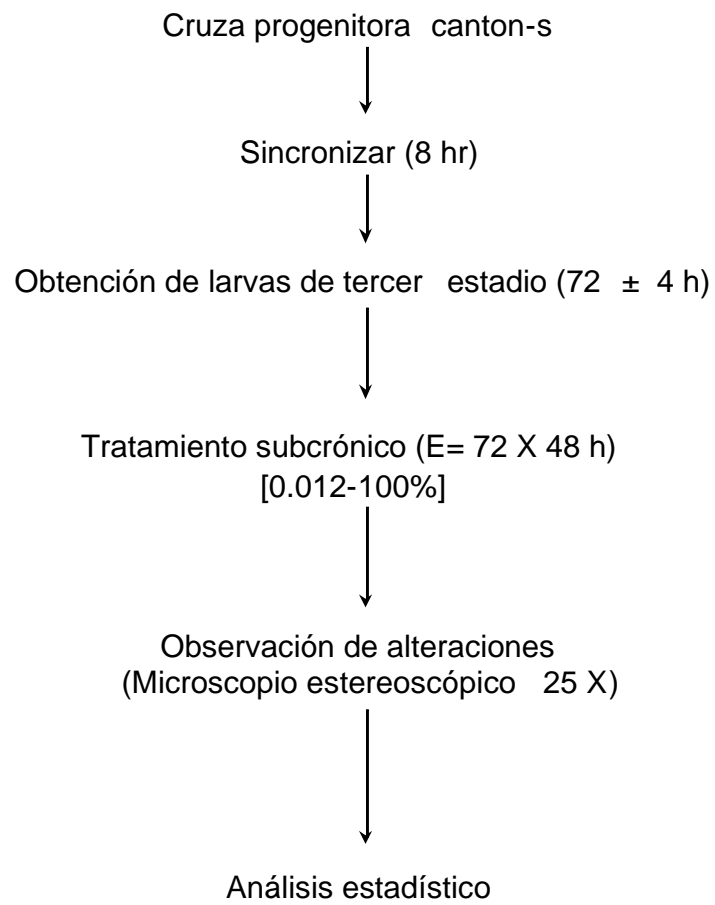 Cruza progenitora canton-s
Sincronizar (8 hr)
Obtención de larvas de tercer estadio (72 ± 4 h)
Tratamiento subcrónico (E= 72 X 48 h)
[0.012-100%]
Observación de alteraciones
(Microscopio estereoscópico 25 X)
Análisis estadístico